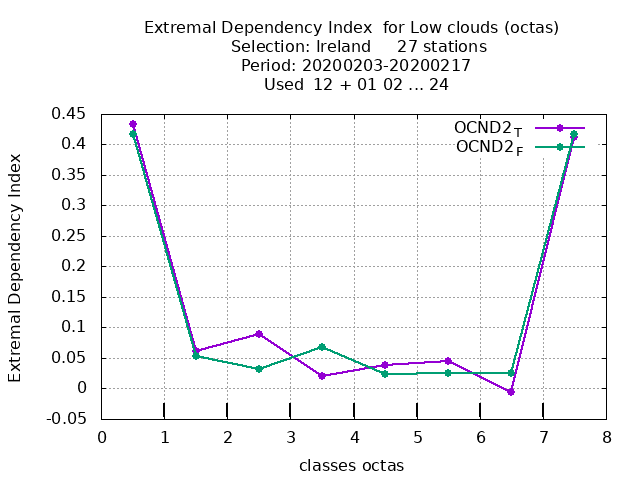 Extremal Dependency Index  for Low clouds (octas)
Selection: Ireland     27 stations
Period: 20200203-20200217
Used  12 + 01 02 ... 24
Extremal Dependency Index
0.45
0.4
0.35
0.3
0.25
0.2
0.15
0.1
0.05
0
-0.05
OCND2T
OCND2F
0 1 2 3 4 5 6 7 8
classes octas